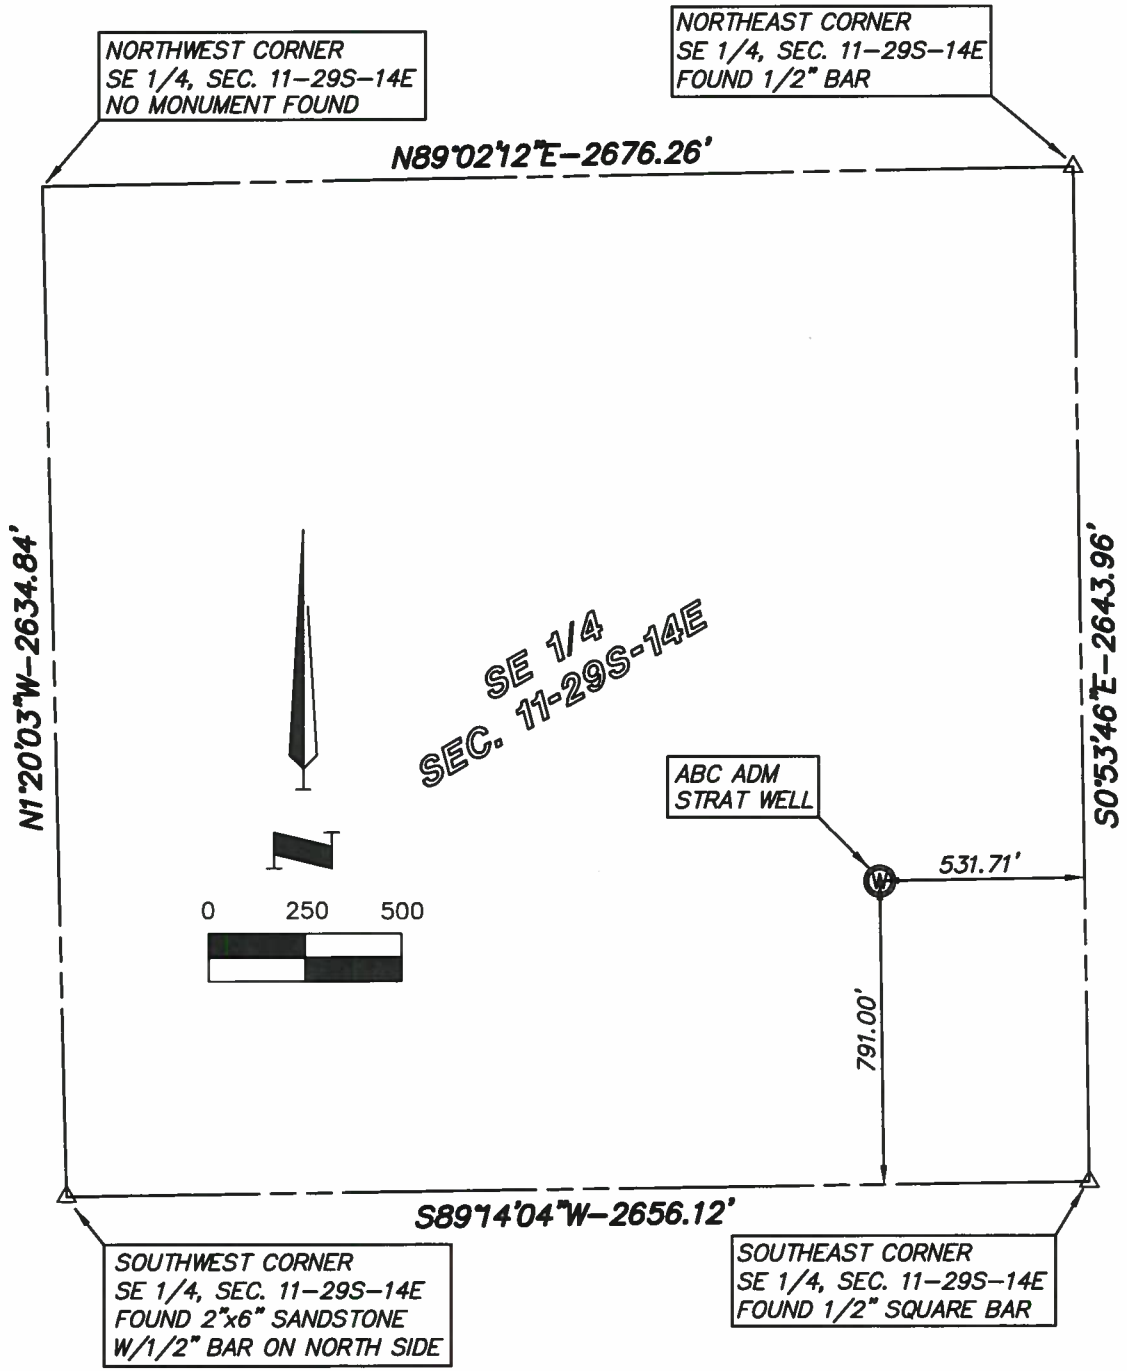 NORTHWEST CORNER
SE 1/4, SEC. 11-29S-14E
NO MONUMENT FOUND
NORTHEAST CORNER
SE 1/4, SEC. 11-29S-14E
FOUND 1/2" BAR
N89°02'12"E-2676.26'
N1°20'03"W-2634.84'
S0°53'46"E-2643.96'
SE 1/4
SEC. 11-29S-14E
ABC ADM
STRAT WELL
W
531.71'
N
0 250 500
791.00'
S89°14'04"W-2656.12'
SOUTHWEST CORNER
SE 1/4, SEC. 11-29S-14E
FOUND 2"x6" SANDSTONE
W/1/2" BAR ON NORTH SIDE
SOUTHEAST CORNER
SE 1/4, SEC. 11-29S-14E
FOUND 1/2" SQUARE BAR